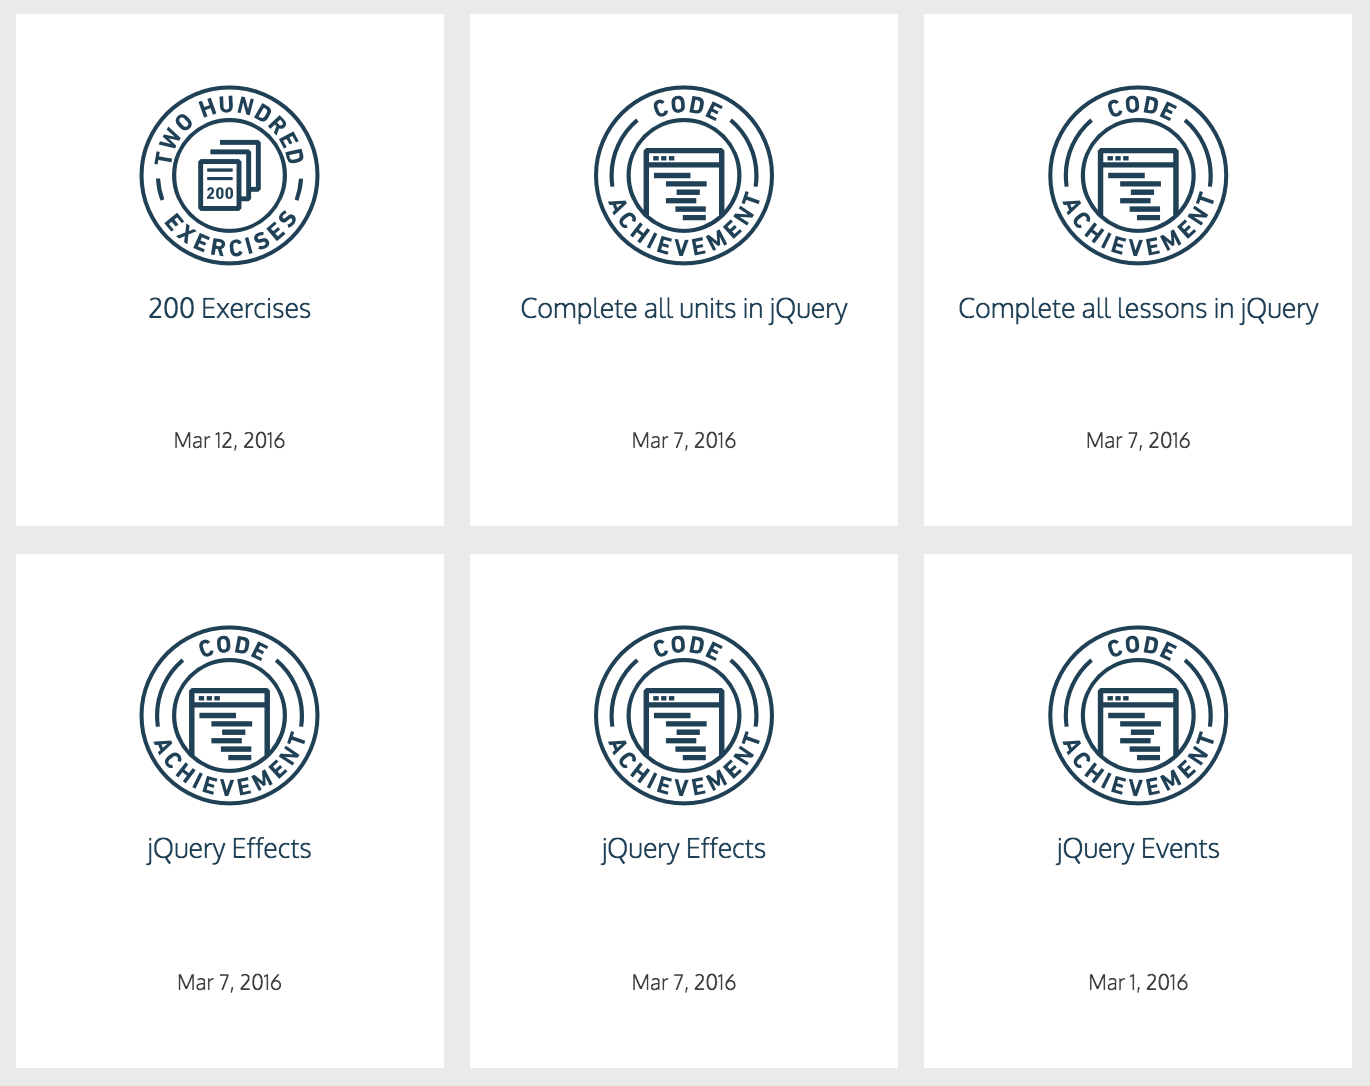 TWO HUNDRED
200
EXERCISES
200 Exercises
Mar 12, 2016
CODE
ACHIEVEMENT
Complete all units in jQuery
Mar 7, 2016
CODE
ACHIEVEMENT
Complete all lessons in jQuery
Mar 7, 2016
CODE
ACHIEVEMENT
jQuery Effects
Mar 7, 2016
CODE
ACHIEVEMENT
jQuery Effects
Mar 7, 2016
CODE
ACHIEVEMENT
jQuery Events
Mar 1, 2016